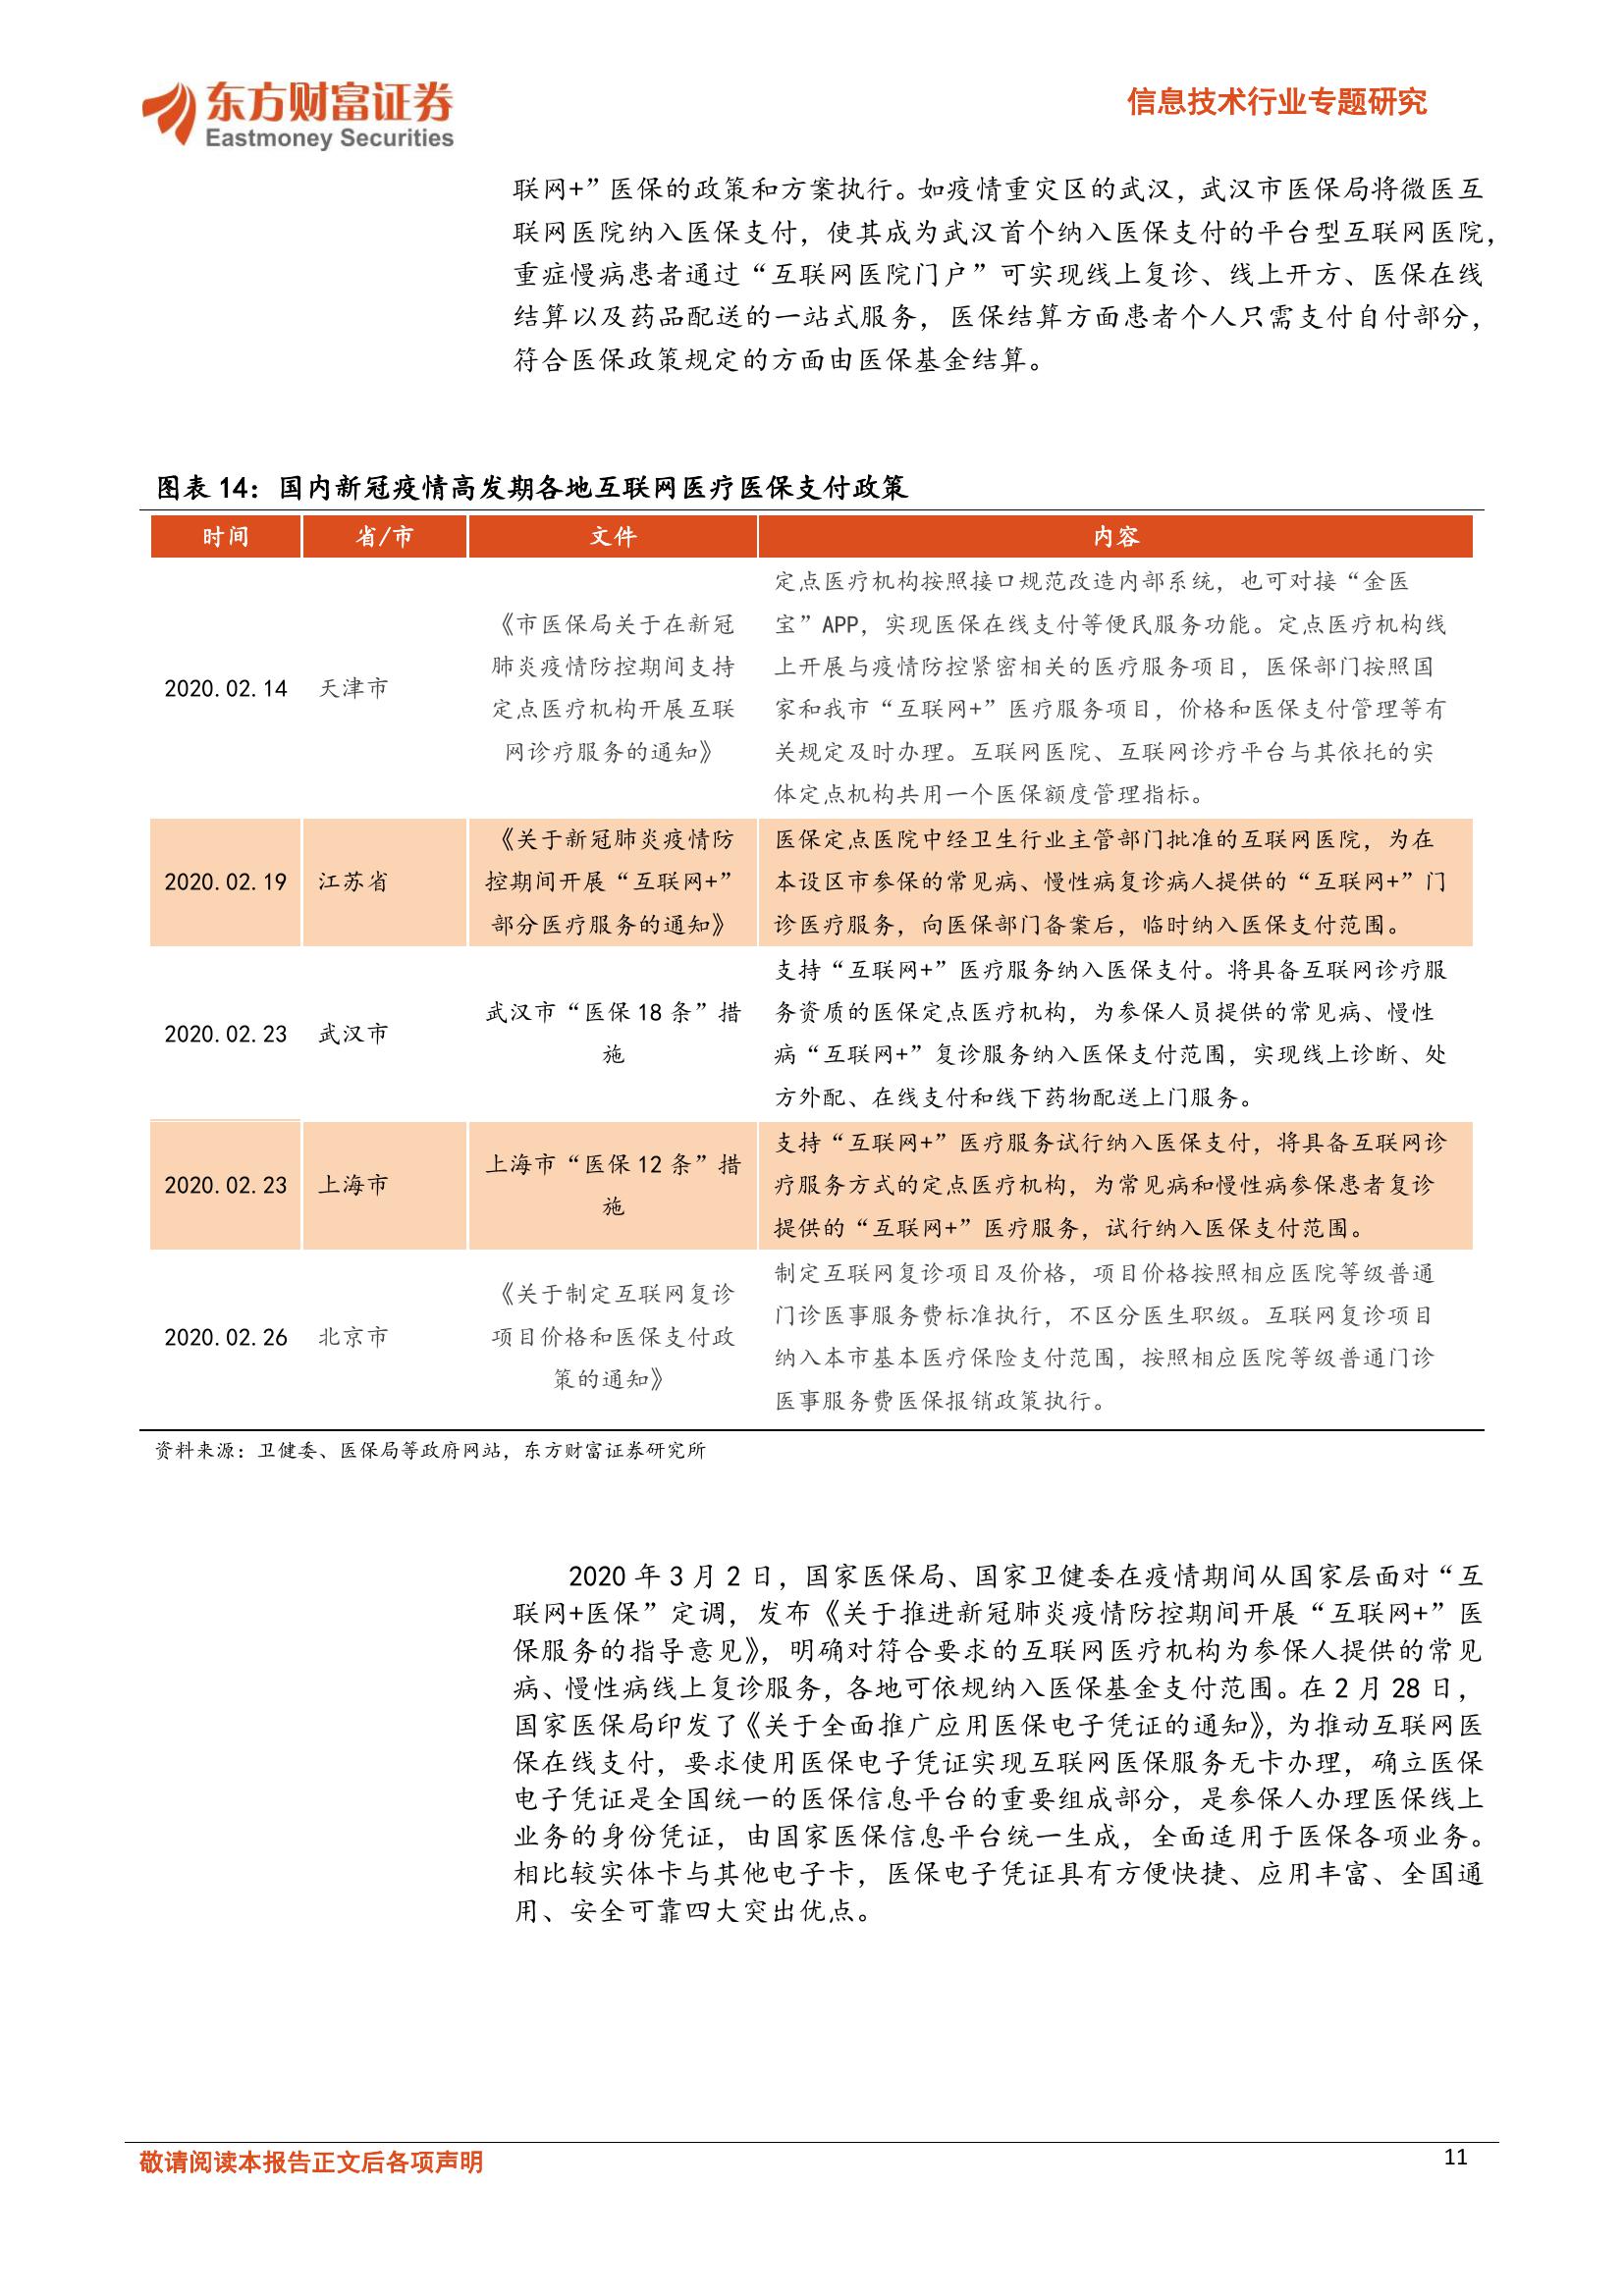 东方财富证券
Eastmoney Securities
信息技术行业专题研究
联网+”医保的政策和方案执行。如疫情重灾区的武汉，武汉市医保局将微医互
联网医院纳入医保支付，使其成为武汉首个纳入医保支付的平台型互联网医院，
重症慢病患者通过“互联网医院门户”可实现线上复诊、线上开方、医保在线
结算以及药品配送的一站式服务，医保结算方面患者个人只需支付自付部分，
符合医保政策规定的方面由医保基金结算。
图表 14：国内新冠疫情高发期各地互联网医疗医保支付政策
时间 省/市 文件 内容
2020.02.14 天津市
《市医保局关于在新冠
肺炎疫情防控期间支持
定点医疗机构开展互联
网诊疗服务的通知》
定点医疗机构按照接口规范改造内部系统，也可对接“金医
宝”APP，实现医保在线支付等便民服务功能。定点医疗机构线
上开展与疫情防控紧密相关的医疗服务项目，医保部门按照国
家和我市“互联网+”医疗服务项目，价格和医保支付管理等有
关规定及时办理。互联网医院、互联网诊疗平台与其依托的实
体定点机构共用一个医保额度管理指标。
2020.02.19 江苏省
《关于新冠肺炎疫情防
控期间开展“互联网+”
部分医疗服务的通知》
医保定点医院中经卫生行业主管部门批准的互联网医院，为在
本设区市参保的常见病、慢性病复诊病人提供的“互联网+”门
诊医疗服务，向医保部门备案后，临时纳入医保支付范围。
2020.02.23 武汉市
武汉市“医保 18 条”措
施
支持“互联网+”医疗服务纳入医保支付。将具备互联网诊疗服
务资质的医保定点医疗机构，为参保人员提供的常见病、慢性
病“互联网+”复诊服务纳入医保支付范围，实现线上诊断、处
方外配、在线支付和线下药物配送上门服务。
2020.02.23 上海市
上海市“医保 12 条”措
施
支持“互联网+”医疗服务试行纳入医保支付，将具备互联网诊
疗服务方式的定点医疗机构，为常见病和慢性病参保患者复诊
提供的“互联网+”医疗服务，试行纳入医保支付范围。
2020.02.26 北京市
《关于制定互联网复诊
项目价格和医保支付政
策的通知》
制定互联网复诊项目及价格，项目价格按照相应医院等级普通
门诊医事服务费标准执行，不区分医生职级。互联网复诊项目
纳入本市基本医疗保险支付范围，按照相应医院等级普通门诊
医事服务费医保报销政策执行。
资料来源：卫健委、医保局等政府网站，东方财富证券研究所
2020 年 3 月 2 日，国家医保局、国家卫健委在疫情期间从国家层面对“互
联网+医保”定调，发布《关于推进新冠肺炎疫情防控期间开展“互联网+”医
保服务的指导意见》，明确对符合要求的互联网医疗机构为参保人提供的常见
病、慢性病线上复诊服务，各地可依规纳入医保基金支付范围。在 2 月 28 日，
国家医保局印发了《关于全面推广应用医保电子凭证的通知》，为推动互联网医
保在线支付，要求使用医保电子凭证实现互联网医保服务无卡办理，确立医保
电子凭证是全国统一的医保信息平台的重要组成部分，是参保人办理医保线上
业务的身份凭证，由国家医保信息平台统一生成，全面适用于医保各项业务。
相比较实体卡与其他电子卡，医保电子凭证具有方便快捷、应用丰富、全国通
用、安全可靠四大突出优点。
敬请阅读本报告正文后各项声明
11